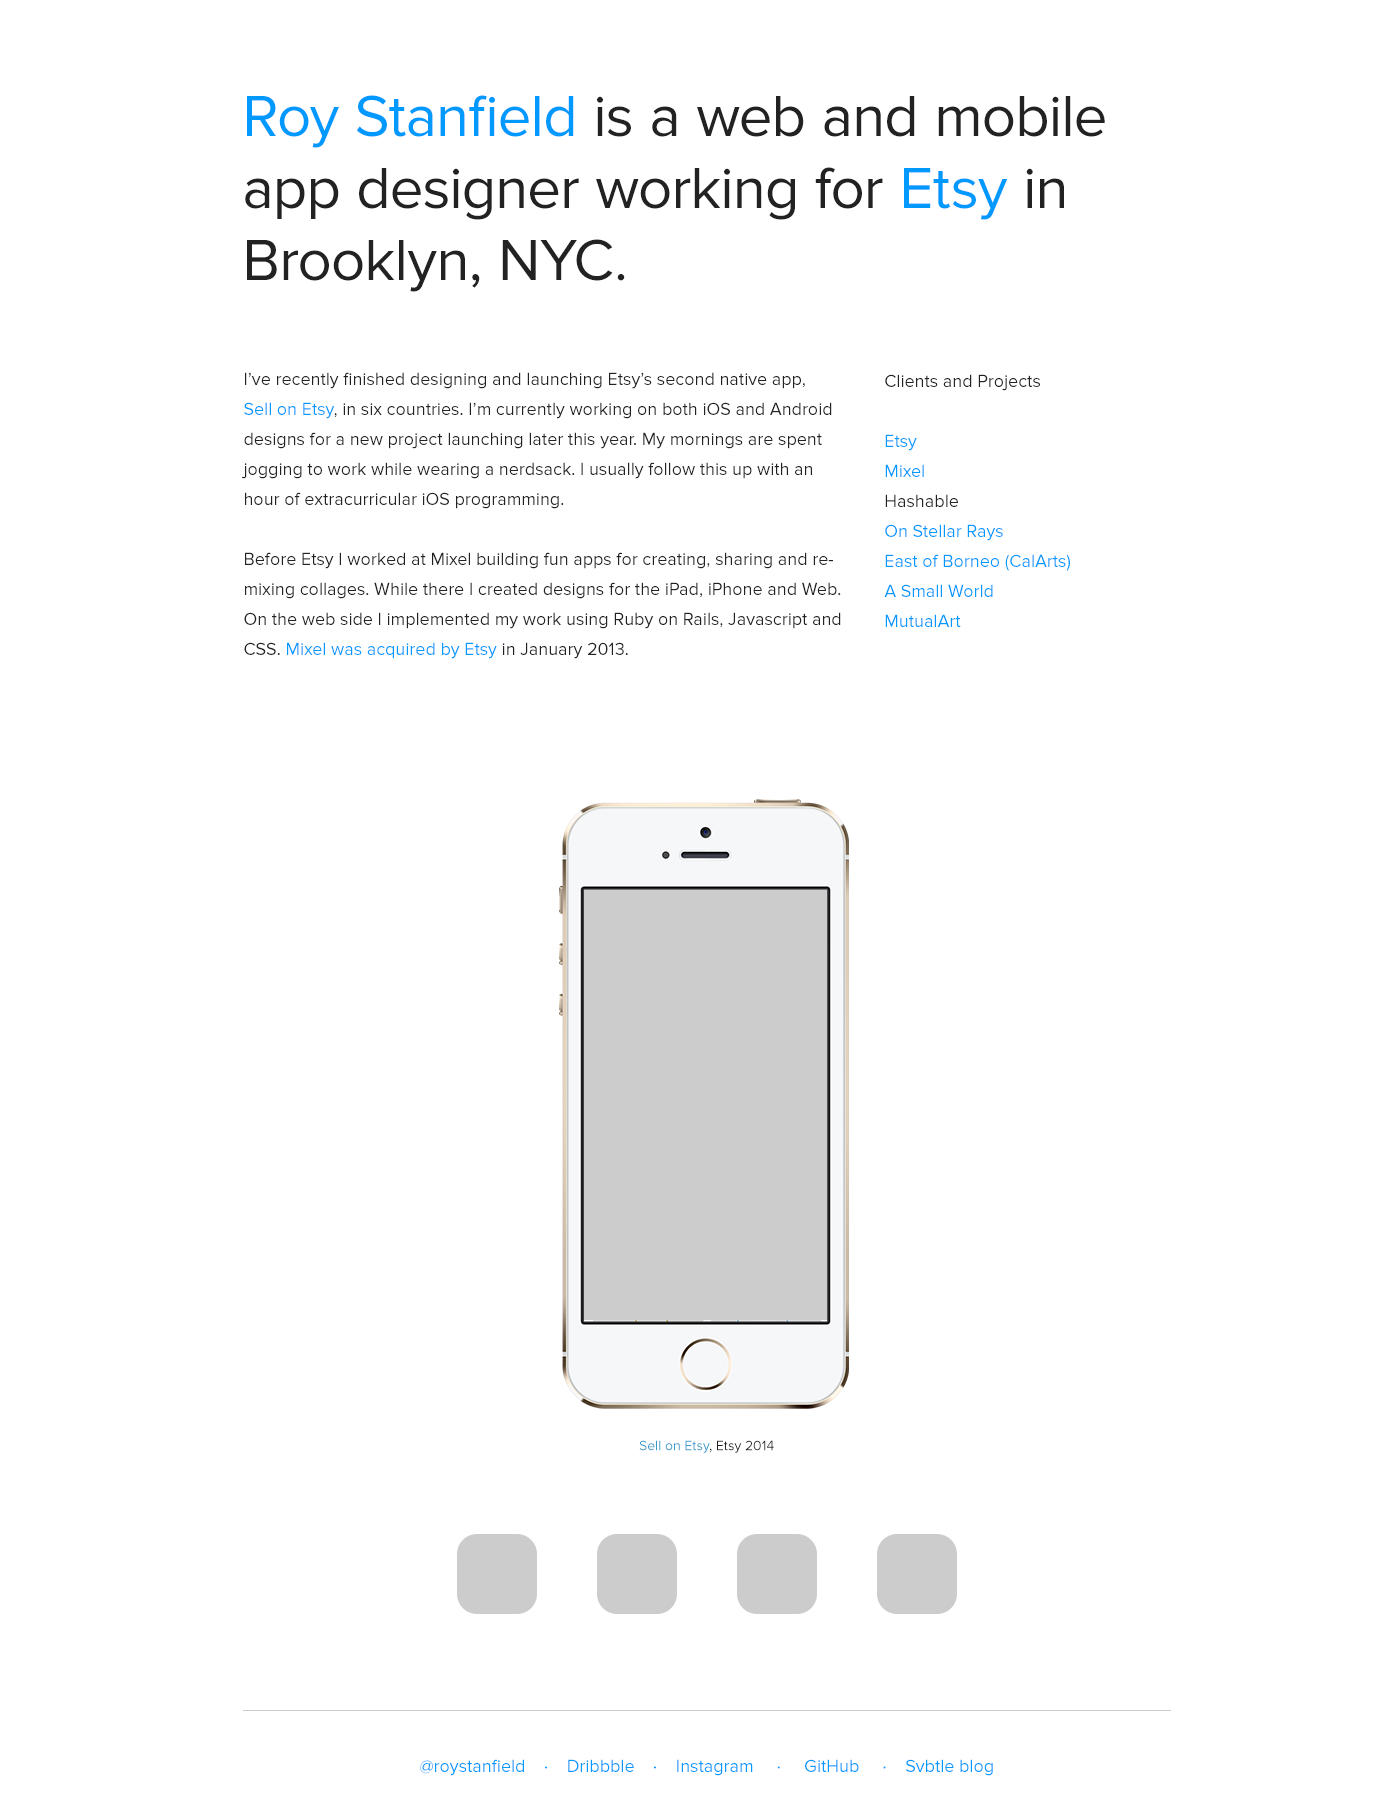 Roy Stanfield is a web and mobile
app designer working for Etsy in
Brooklyn, NYC.
I've recently finished designing and launching Etsy's second native app,
Sell on Etsy, in six countries. I'm currently working on both iOS and Android
designs for a new project launching later this year. My mornings are spent
jogging to work while wearing a nerdsack. I usually follow this up with an
hour of extracurricular iOS programming.
Before Etsy I worked at Mixel building fun apps for creating, sharing and re-
mixing collages. While there I created designs for the iPad, iPhone and Web.
On the web side I implemented my work using Ruby on Rails, Javascript and
CSS. Mixel was acquired by Etsy in January 2013.
Clients and Projects
Etsy
Mixel
Hashable
On Stellar Rays
East of Borneo (CalArts)
A Small World
MutualArt
Sell on Etsy, Etsy 2014
@roystanfield · Dribbble · Instagram · GitHub · Svbtle blog